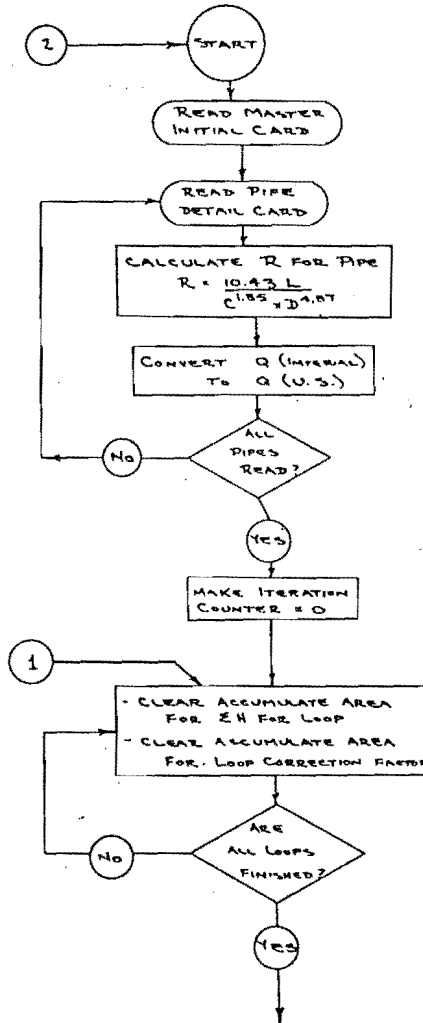 2
START
READ MASTER
INITIAL CARD
READ PIPE
DETAIL CARD
CALCULATE R FOR PIPE
R = 10.43 L
C^1.85 x D^4.87
CONVERT Q (IMPERIAL)
TO Q (U.S.)
ALL
PIPES
READ?
NO
YES
MAKE ITERATION
COUNTER = 0
1
- CLEAR ACCUMULATE AREA
FOR ΣH FOR LOOP
- CLEAR ACCUMULATE AREA
FOR LOOP CORRECTION FACTOR
ARE
ALL LOOPS
FINISHED?
NO
YES